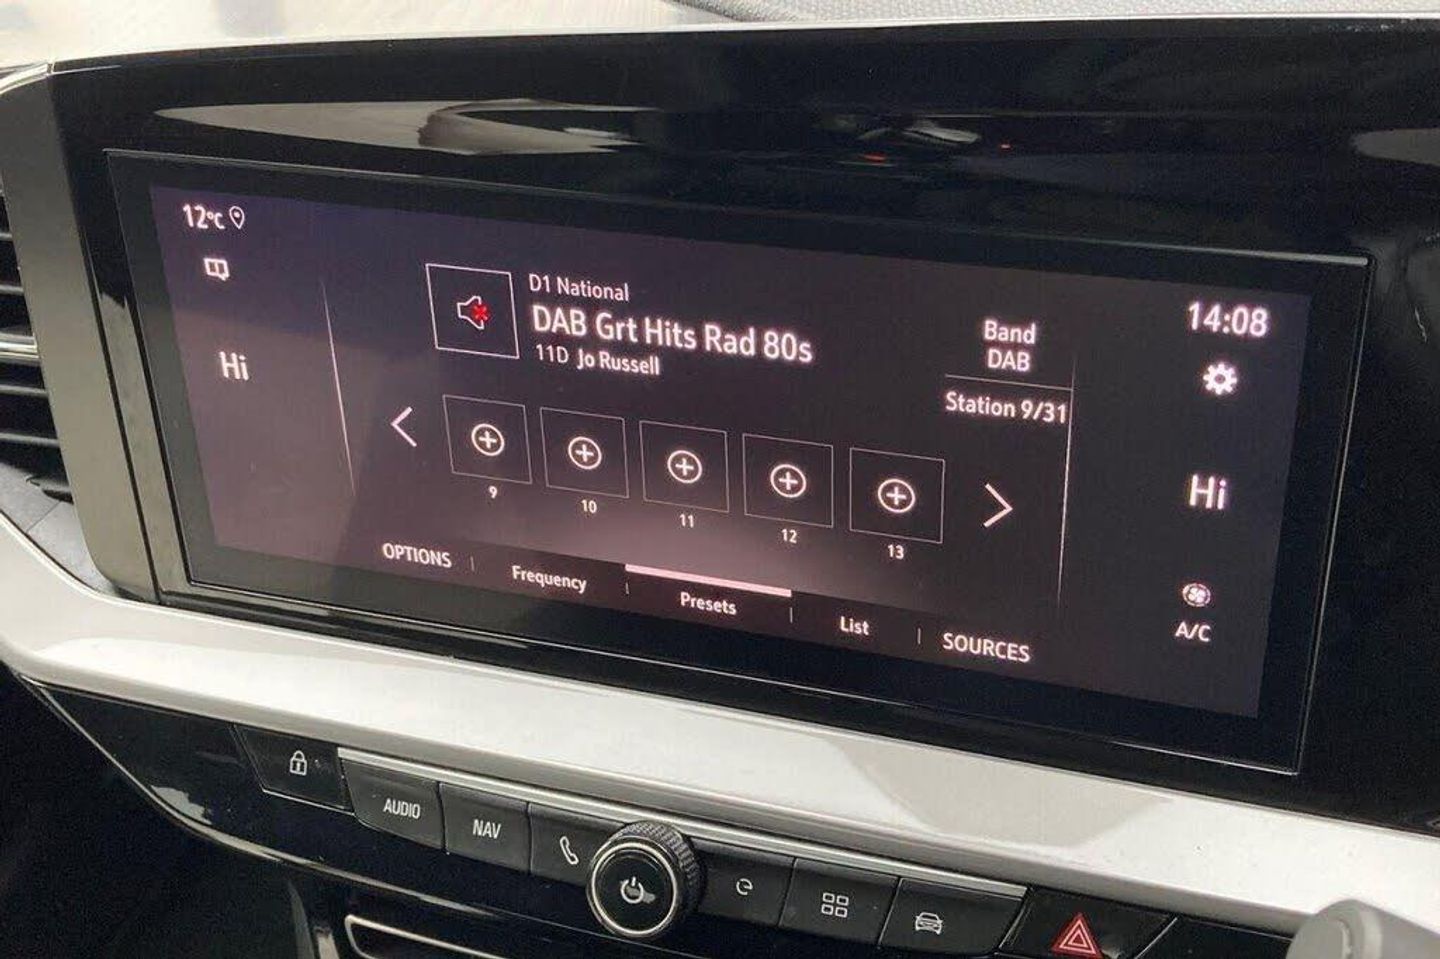 12°C
14:08
D1 National
DAB Grt Hits Rad 80s
11D Jo Russell
Band
DAB
Station 9/31
Hi
Hi
9
10
11
12
13
A/C
OPTIONS
Frequency
Presets
List
SOURCES
AUDIO
NAV